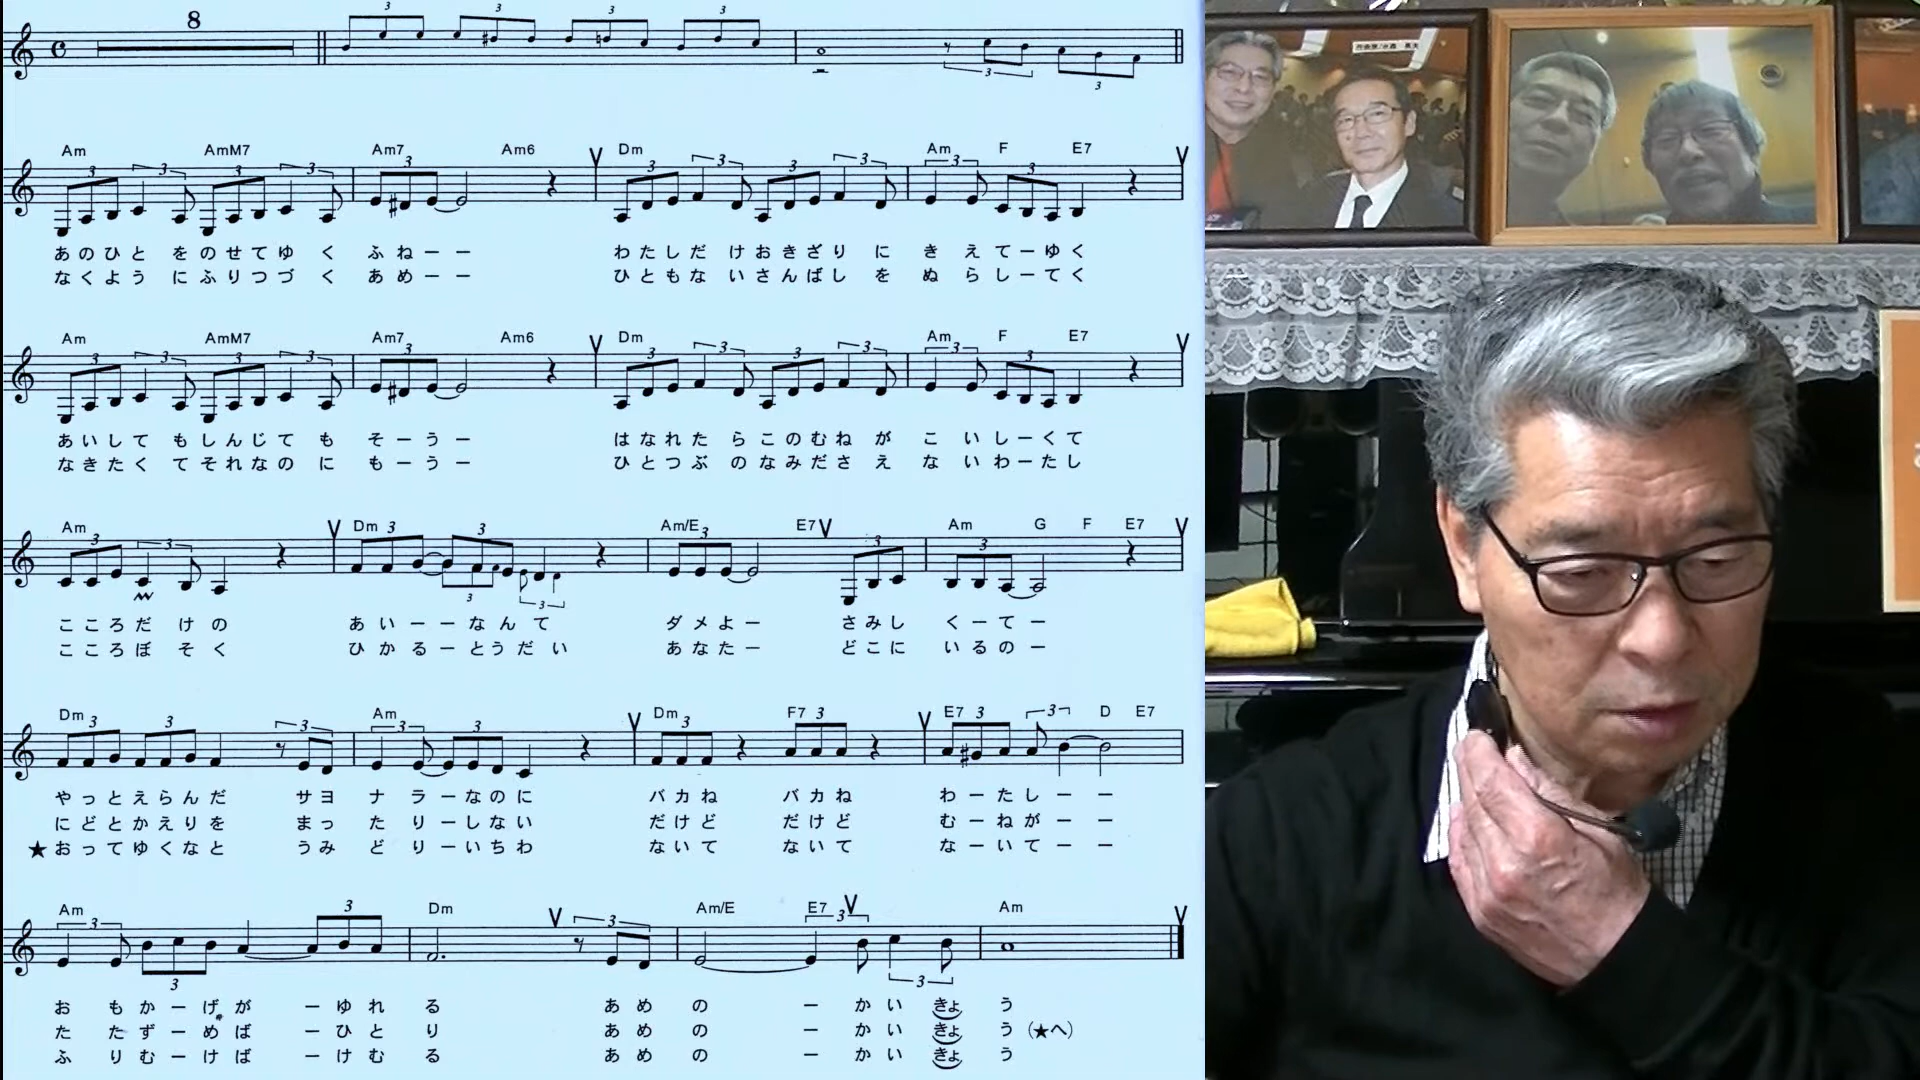 8
3 3 3 3 3 3
Am AmM7 Am7 Am6 Dm Am F E7
あのひと をのせてゆ く ふねーー わたしだ けおきざり に き えてーゆく
なくよう にふりつづ く あめーー ひともな いさんばし を ぬ らしーてく
Am AmM7 Am7 Am6 Dm Am F E7
あいして もしんじて も そーうー はなれた らこのむね が こ いしーくて
なきたく てそれなの に もーうー ひとつぶ のなみださ え な いわーたし
Am Dm Am/E E7 Am G F E7
こころだ けの あいーーなんて ダメよー さみし くーてー
こころぼ そく ひかるーとうだい あなたー どこに いるのー
Dm Am Dm F7 E7 D E7
やっとえらんだ サヨ ナ ラーなのに バカね バカね わーたしーー
にどとかえりを まっ た りーしない だけど だけど むーねがーー
★おってゆくなと うみ ど りーいちわ ないて ないて なーいてーー
Am Dm Am/E E7 Am
お もかーげが ーゆれ る あめ の ーかいきょ う
た たずーめば ーひと り あめ の ーかいきょ う(★へ)
ふ りむーけば ーけむ る あめ の ーかいきょ う